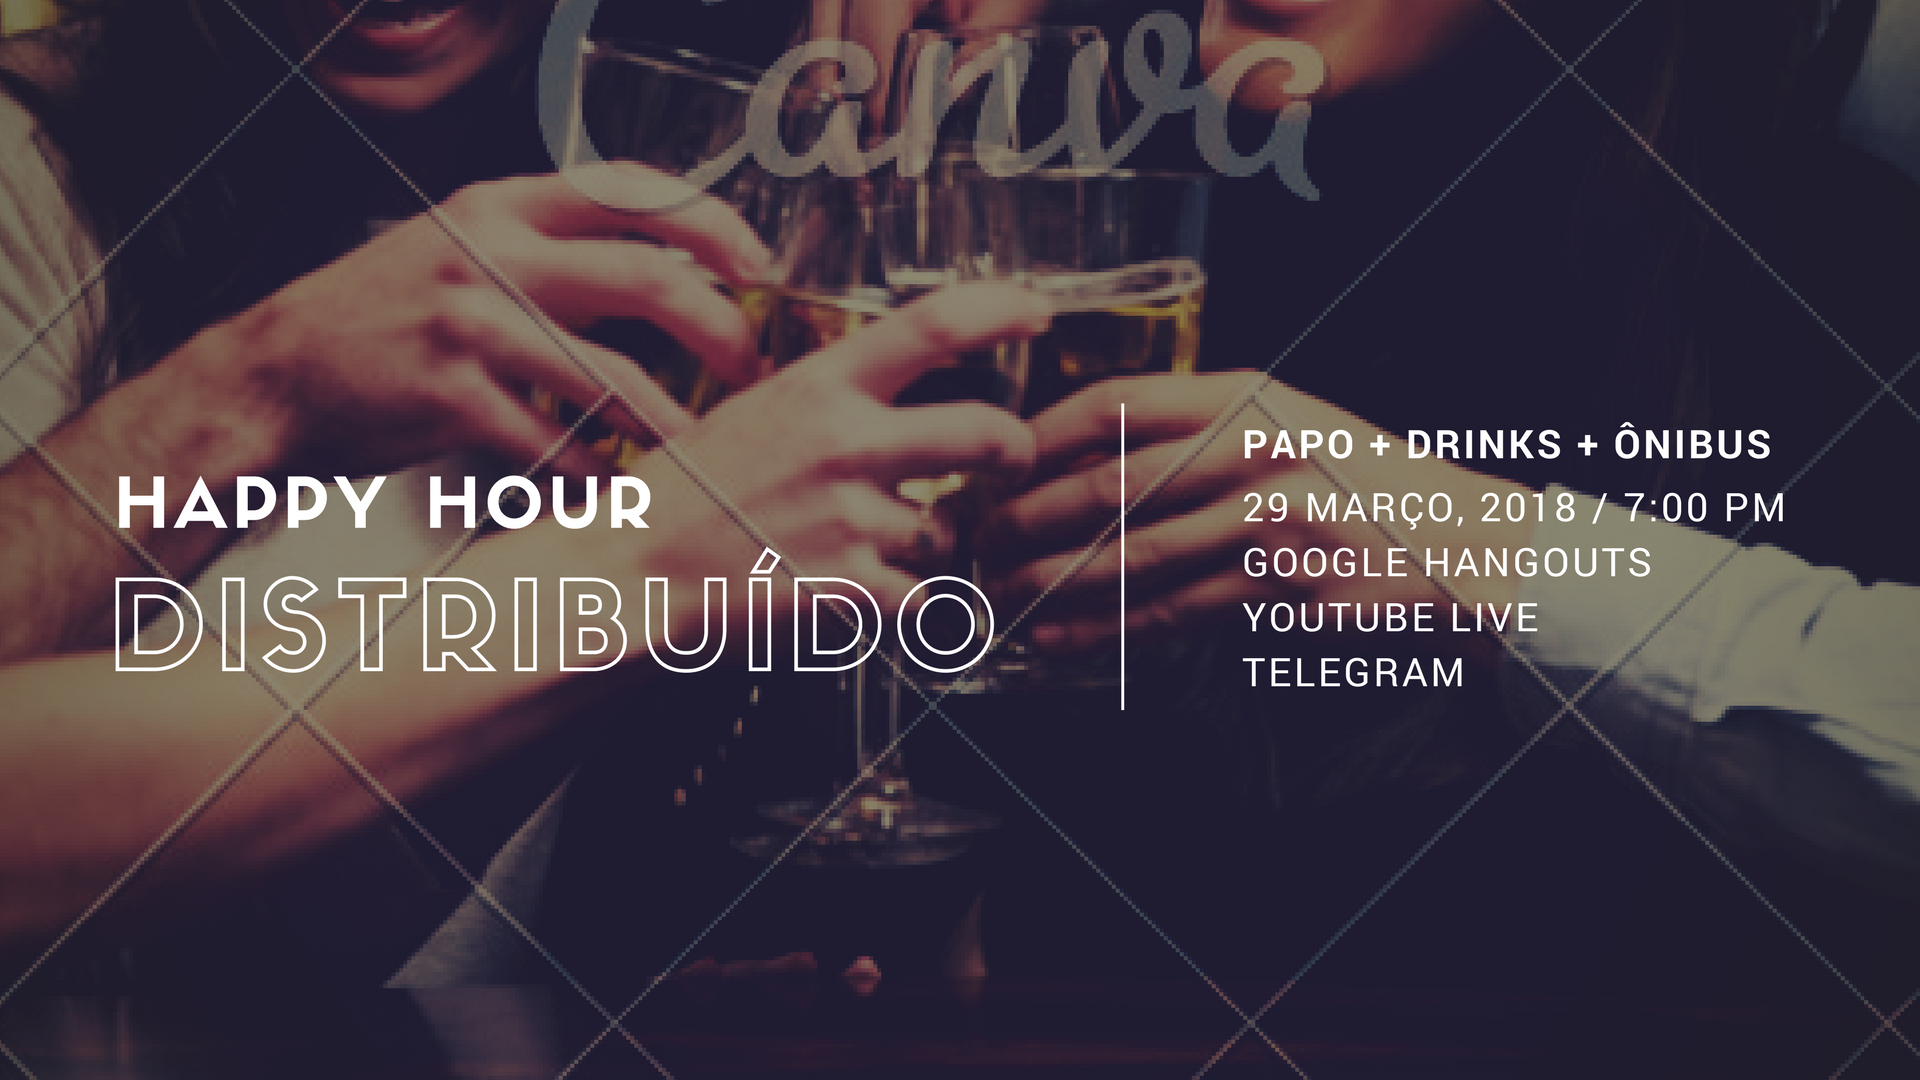 Canva
HAPPY HOUR
DISTRIBUÍDO
PAPO + DRINKS + ÔNIBUS
29 MARÇO, 2018 / 7:00 PM
GOOGLE HANGOUTS
YOUTUBE LIVE
TELEGRAM